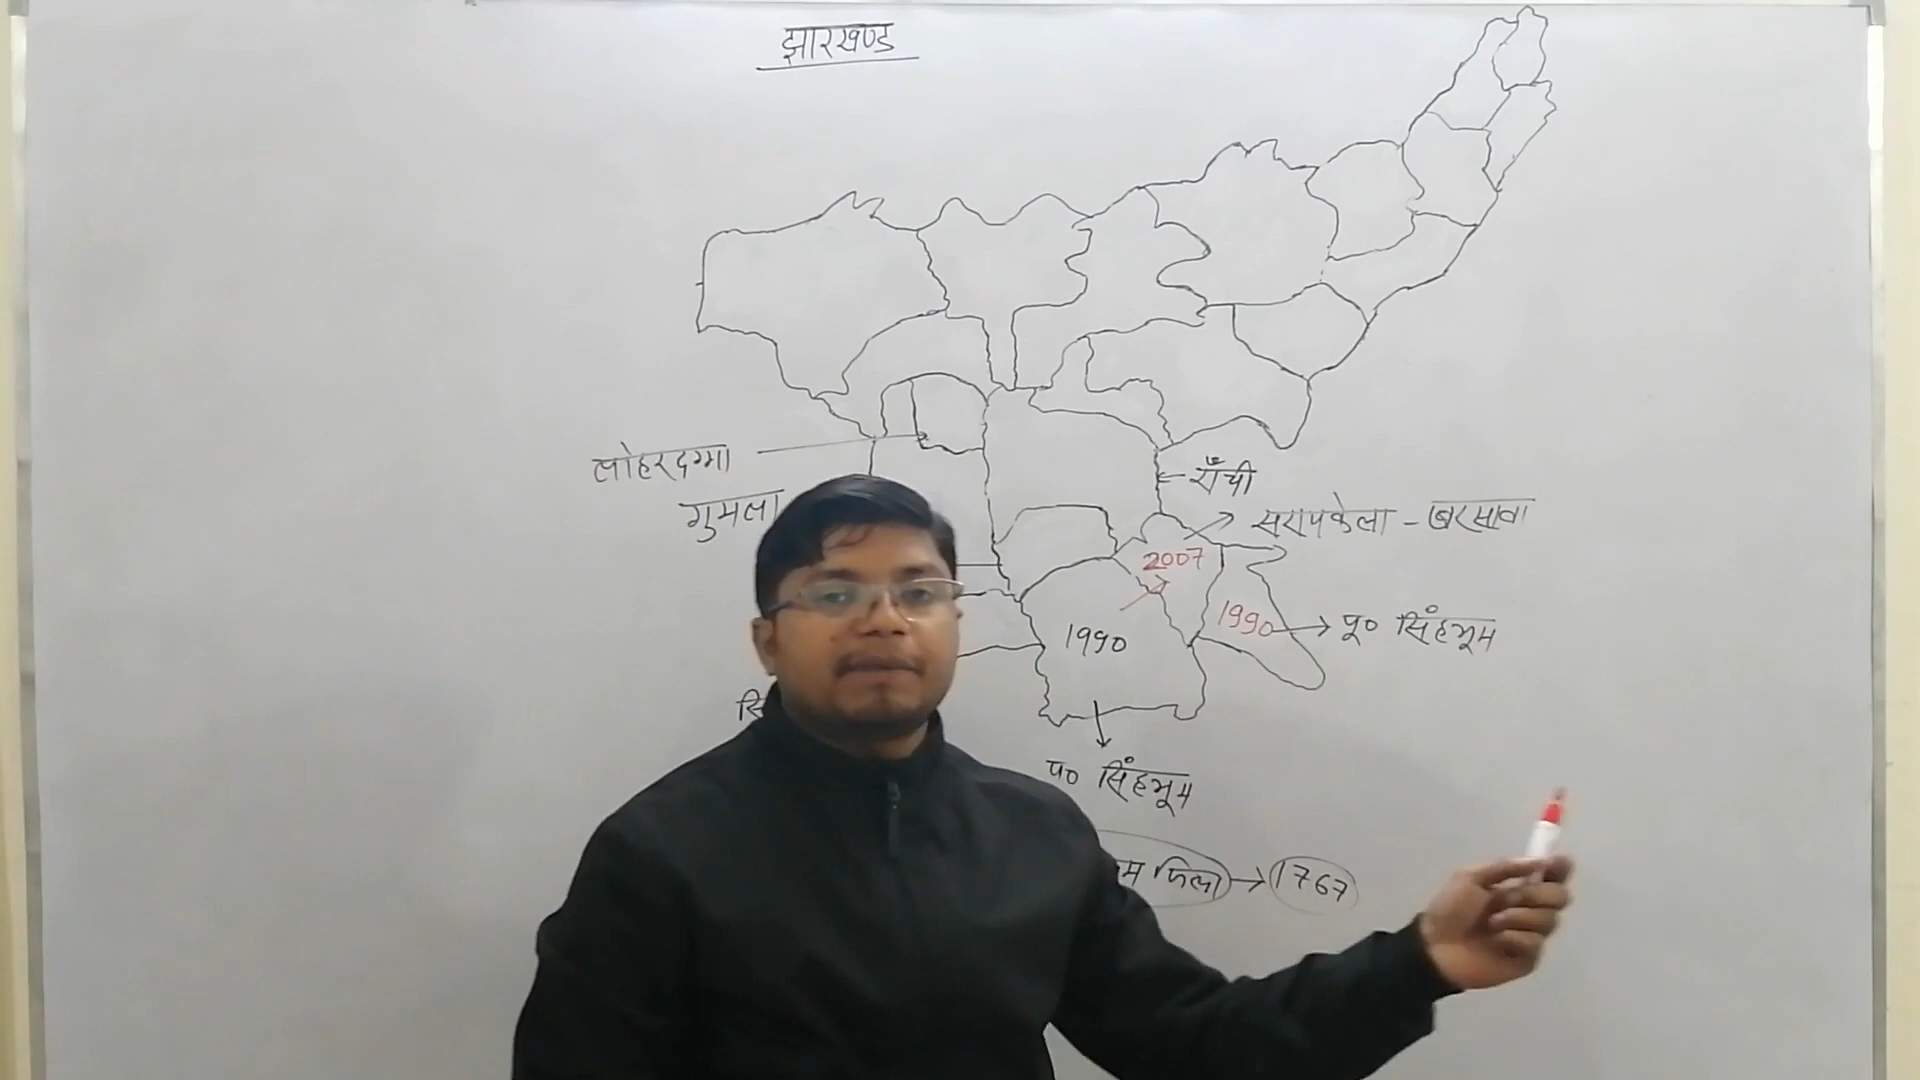 झारखण्ड
लोहरदग्गा
गुमला
राँची
सरायकेला - खरसावा
2007
1990
पू० सिंहभूम
1990
सि
प० सिंहभूम
म जिला → 1767